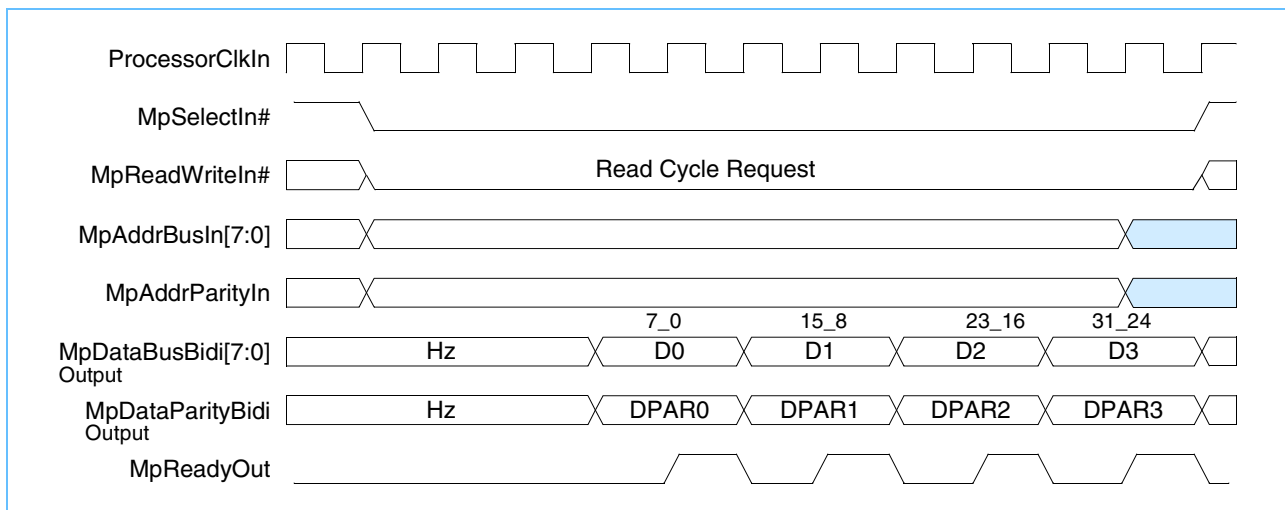 ProcessorClkIn
MpSelectIn#
MpReadWriteIn# Read Cycle Request
MpAddrBusIn[7:0]
MpAddrParityIn
7_0 15_8 23_16 31_24
MpDataBusBidi[7:0] Hz D0 D1 D2 D3
Output
MpDataParityBidi Hz DPAR0 DPAR1 DPAR2 DPAR3
Output
MpReadyOut